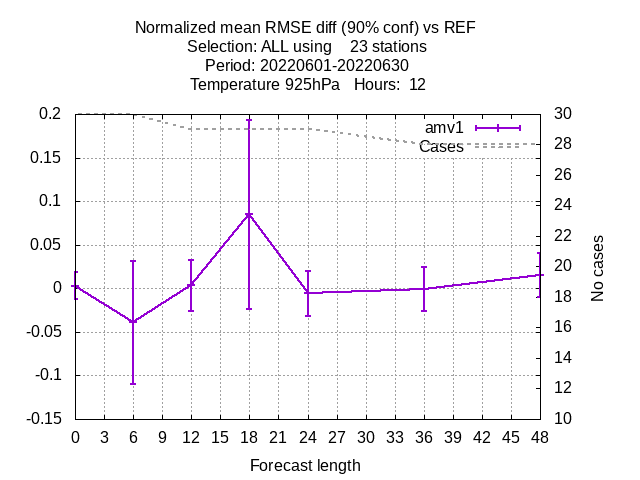 Normalized mean RMSE diff (90% conf) vs REF
Selection: ALL using    23 stations
Period: 20220601-20220630
Temperature 925hPa   Hours:  12
amv1
Cases
0.2
0.15
0.1
0.05
0
-0.05
-0.1
-0.15
30
28
26
24
22
20
18
16
14
12
10
No cases
0 3 6 9 12 15 18 21 24 27 30 33 36 39 42 45 48
Forecast length